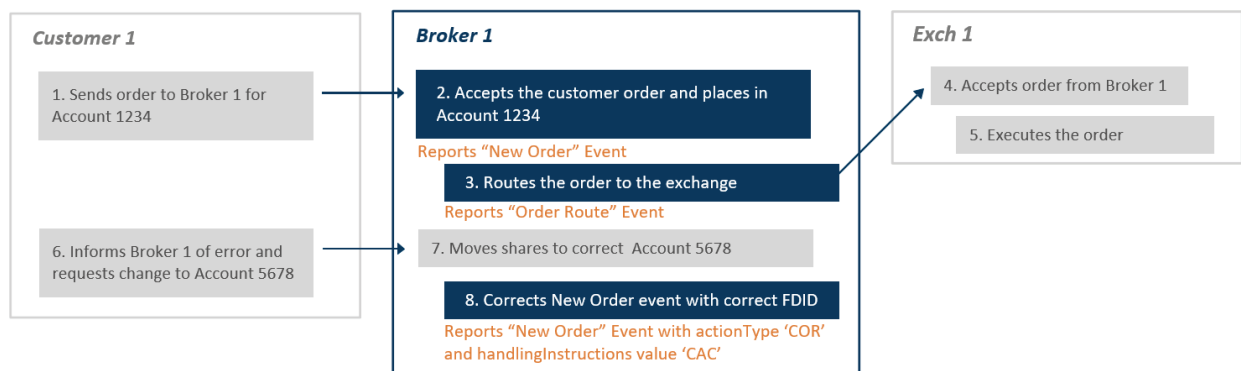 Customer 1
1. Sends order to Broker 1 for
Account 1234
6. Informs Broker 1 of error and
requests change to Account 5678
Broker 1
2. Accepts the customer order and places in
Account 1234
Reports “New Order” Event
3. Routes the order to the exchange
Reports “Order Route” Event
7. Moves shares to correct  Account 5678
8. Corrects New Order event with correct FDID
Reports “New Order” Event with actionType ‘COR’
and handlingInstructions value ‘CAC’
Exch 1
4. Accepts order from Broker 1
5. Executes the order